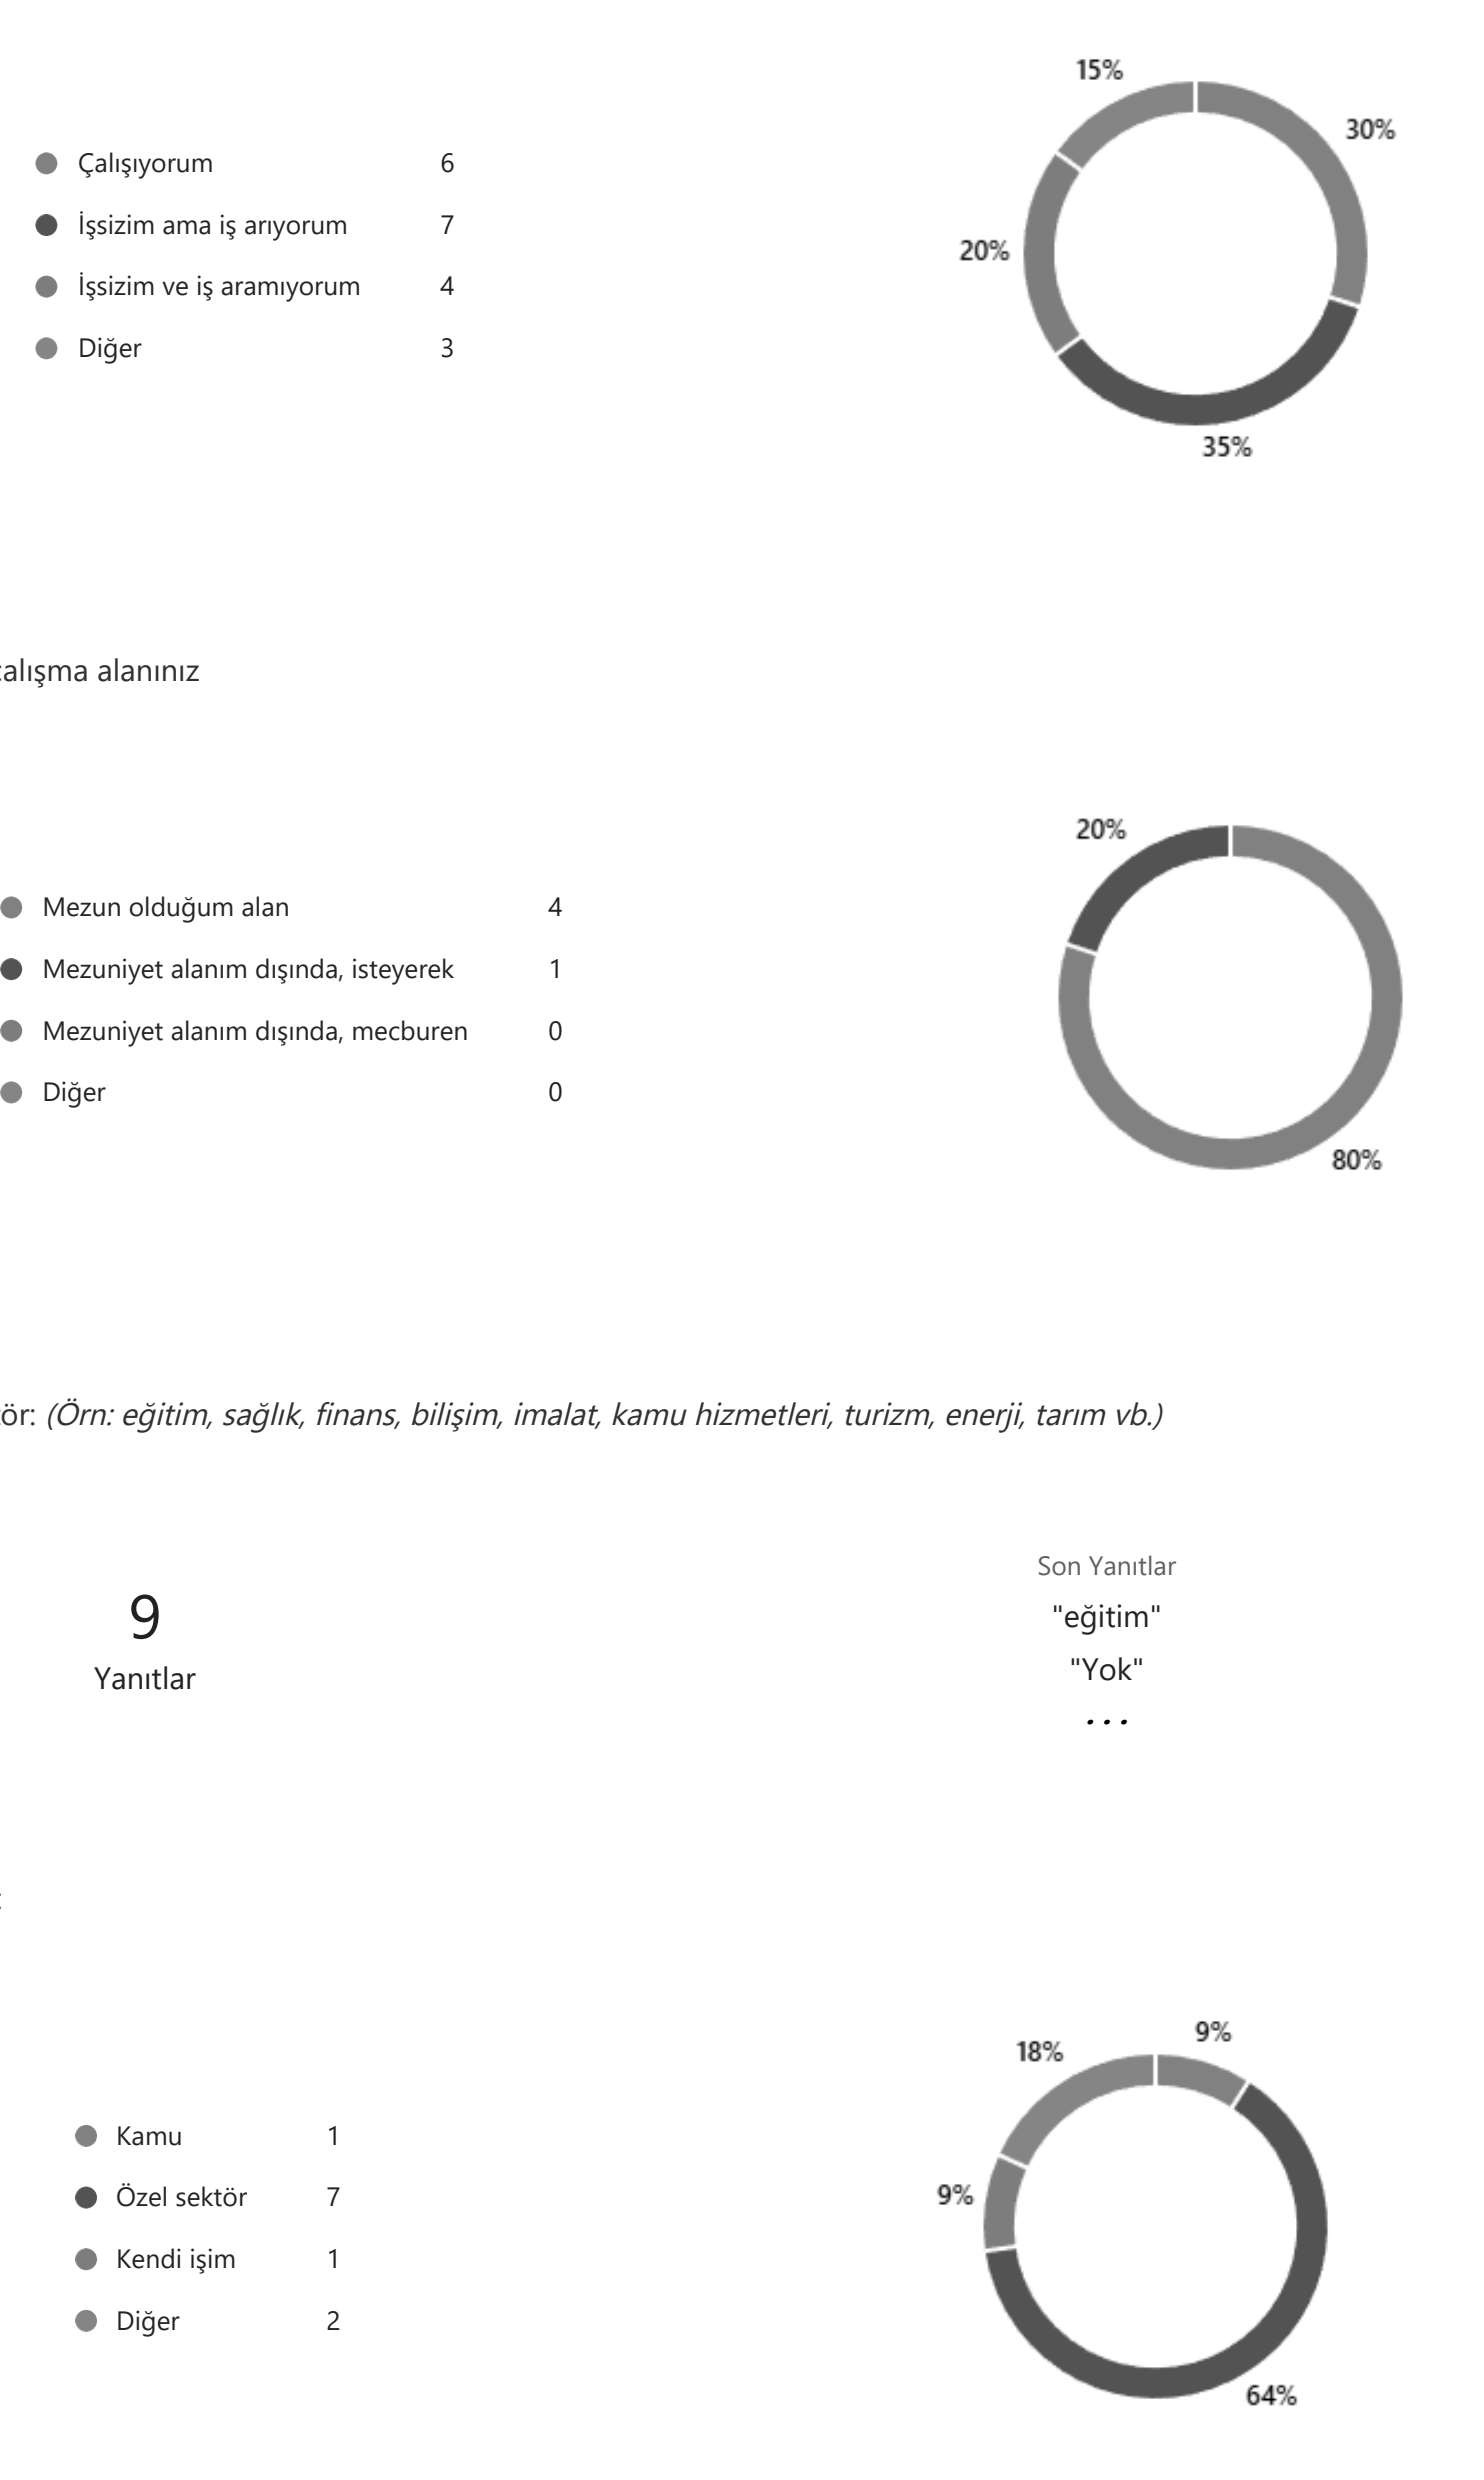 15%
30%
Çalışıyorum 6
İşsizim ama iş arıyorum 7
20%
İşsizim ve iş aramıyorum 4
Diğer 3
35%
çalışma alanınız
20%
Mezun olduğum alan 4
Mezuniyet alanım dışında, isteyerek 1
Mezuniyet alanım dışında, mecburen 0
Diğer 0
80%
ör: (Örn: eğitim, sağlık, finans, bilişim, imalat, kamu hizmetleri, turizm, enerji, tarım vb.)
Son Yanıtlar
9
"eğitim"
Yanıtlar
"Yok"
...
9%
18%
Kamu 1
Özel sektör 7
9%
Kendi işim 1
Diğer 2
64%